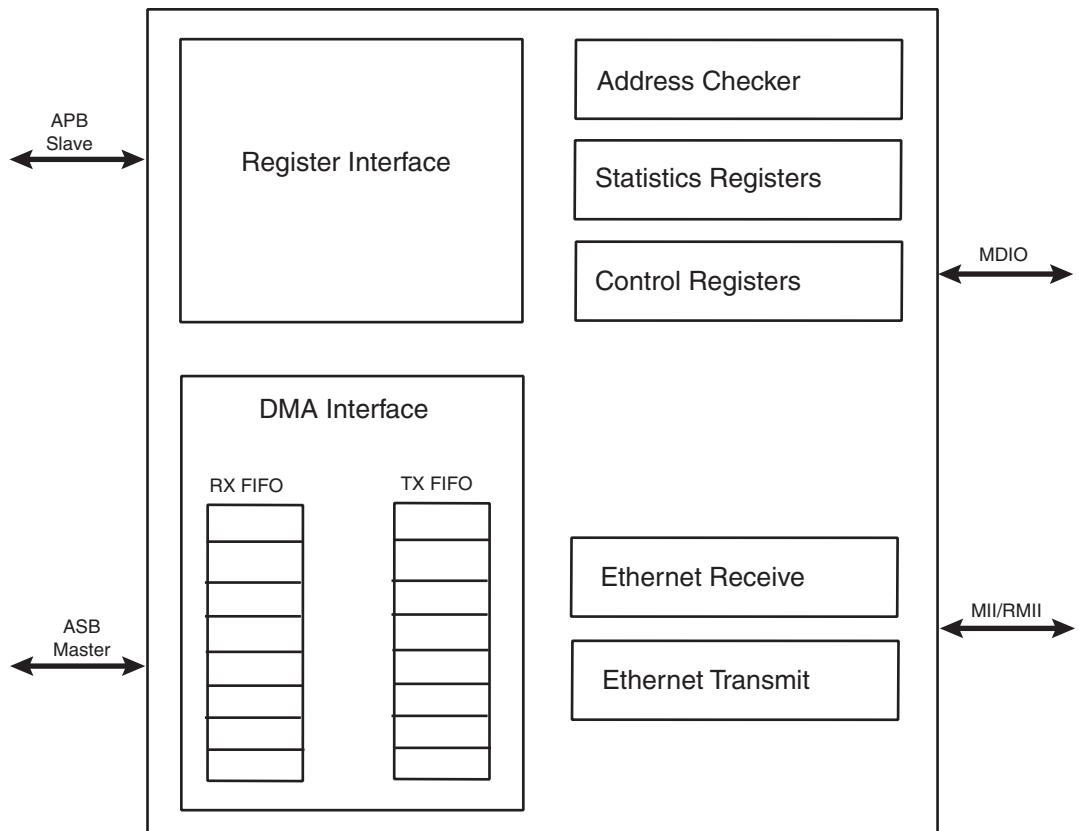 APB
Slave
Register Interface
Address Checker
Statistics Registers
Control Registers
MDIO
DMA Interface
RX FIFO
TX FIFO
ASB
Master
Ethernet Receive
Ethernet Transmit
MII/RMII